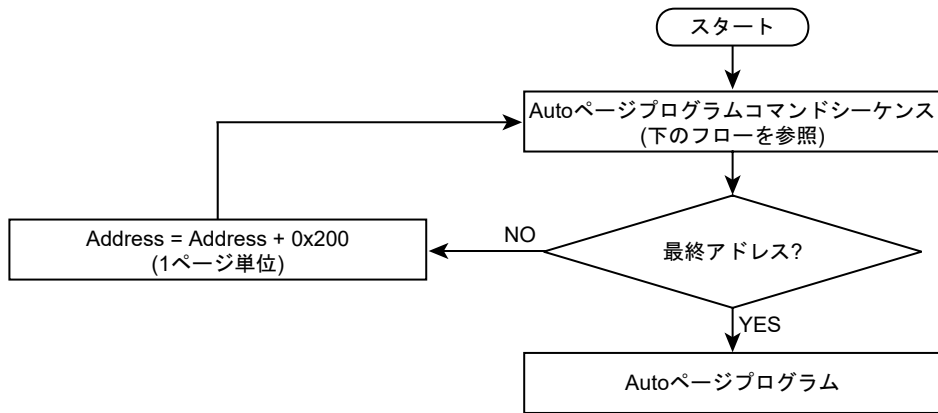 スタート
Autoページプログラムコマンドシーケンス
(下のフローを参照)
Address = Address + 0x200
(1ページ単位)
NO
最終アドレス?
YES
Autoページプログラム